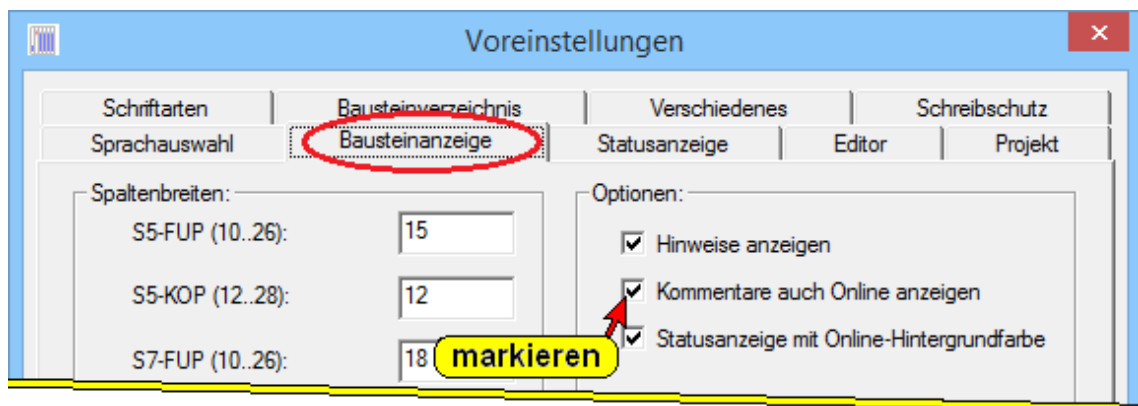 Voreinstellungen
Schriftarten Bausteinverzeichnis Verschiedenes Schreibschutz
Sprachauswahl Bausteinanzeige Statusanzeige Editor Projekt
Spaltenbreiten: Optionen:
S5-FUP (10..26): 15 Hinweise anzeigen
S5-KOP (12..28): 12 Kommentare auch Online anzeigen
Statusanzeige mit Online-Hintergrundfarbe
S7-FUP (10..26): 18 markieren